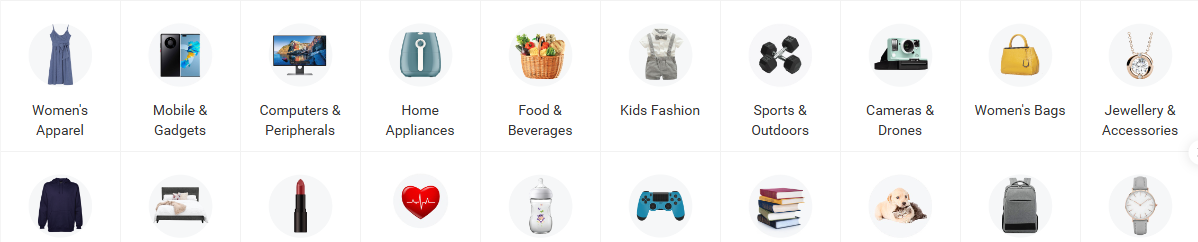 Women's
Apparel
Mobile &
Gadgets
Computers &
Peripherals
Home
Appliances
Food &
Beverages
Kids Fashion
Sports &
Outdoors
Cameras &
Drones
Women's Bags
Jewellery &
Accessories